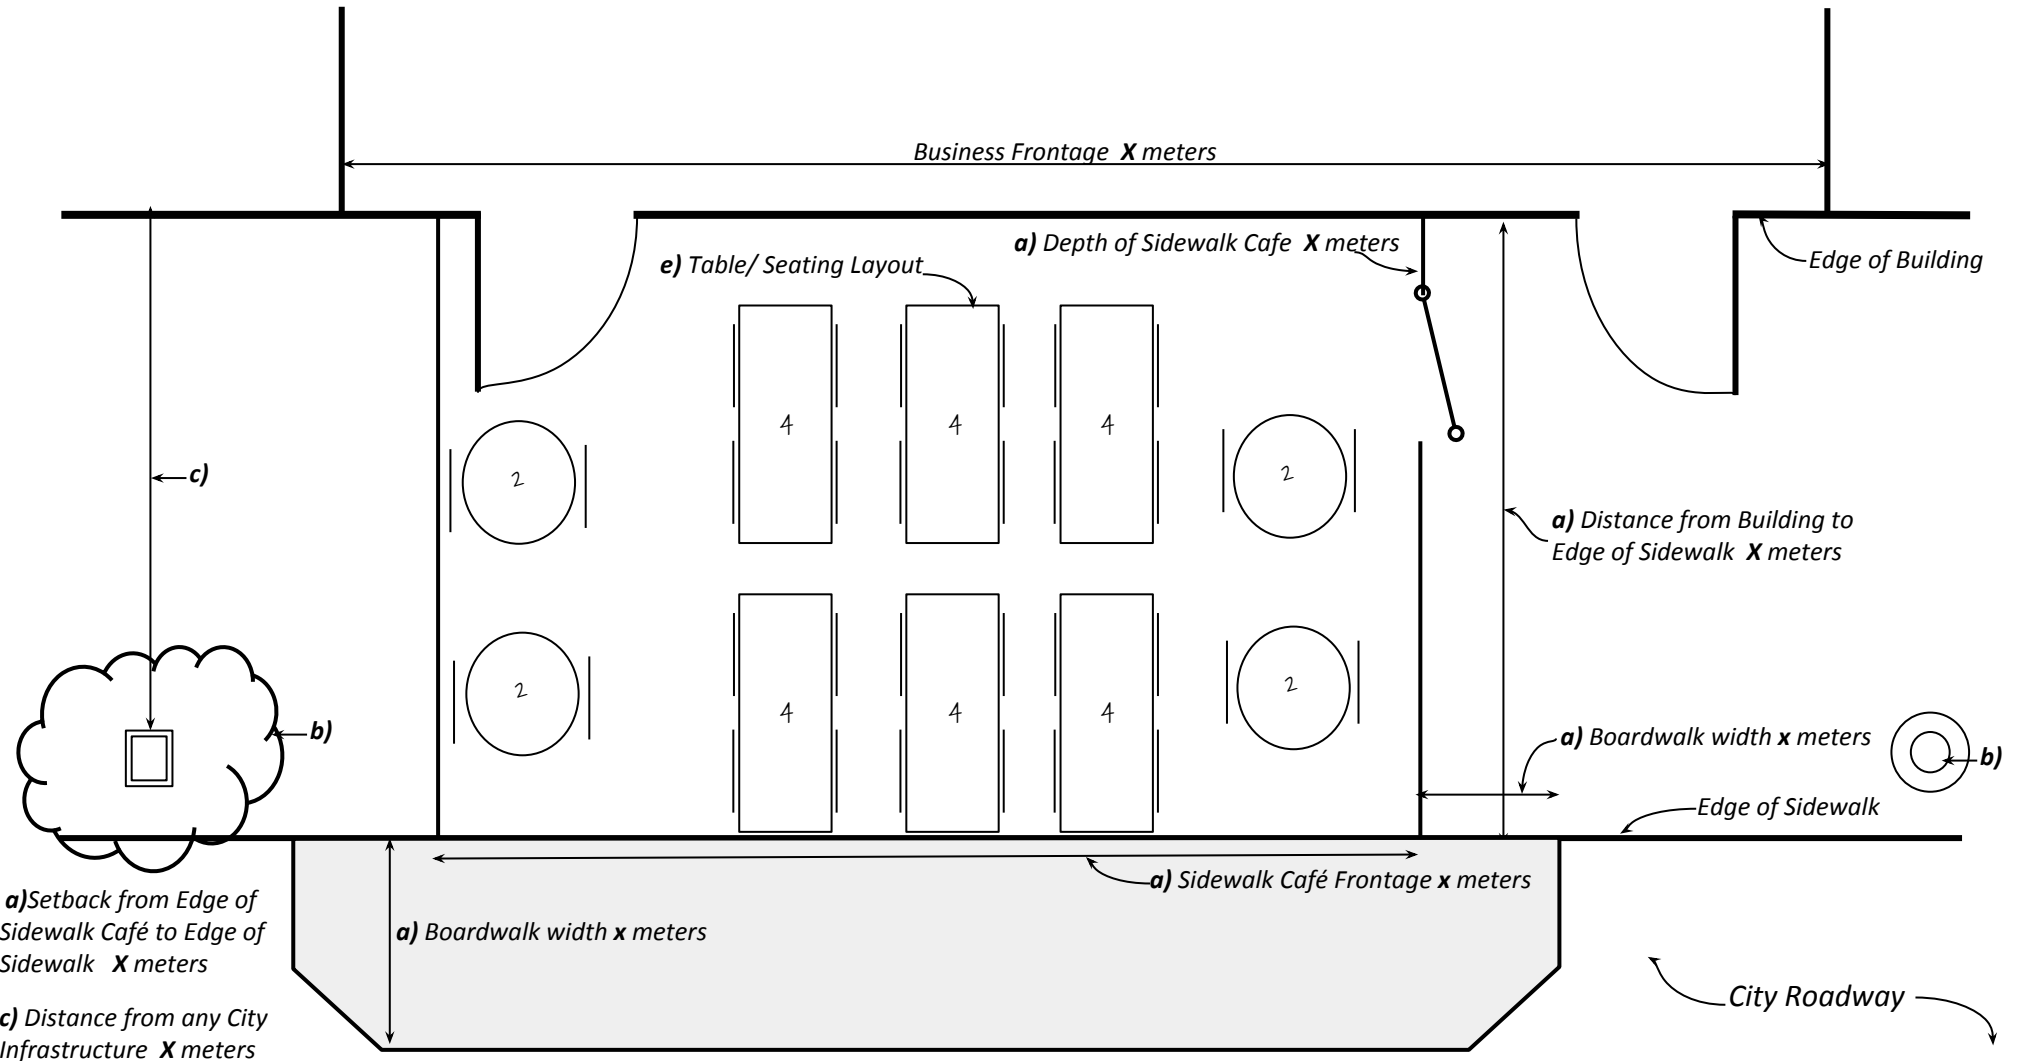 Business Frontage X meters
a) Depth of Sidewalk Cafe X meters
e) Table/ Seating Layout
Edge of Building
4
4
4
2
2
c)
a) Distance from Building to
Edge of Sidewalk X meters
2
2
4
4
4
b)
a) Boardwalk width x meters
b)
Edge of Sidewalk
a) Sidewalk Café Frontage x meters
a)Setback from Edge of
Sidewalk Café to Edge of
Sidewalk X meters
a) Boardwalk width x meters
City Roadway
c) Distance from any City
Infrastructure X meters